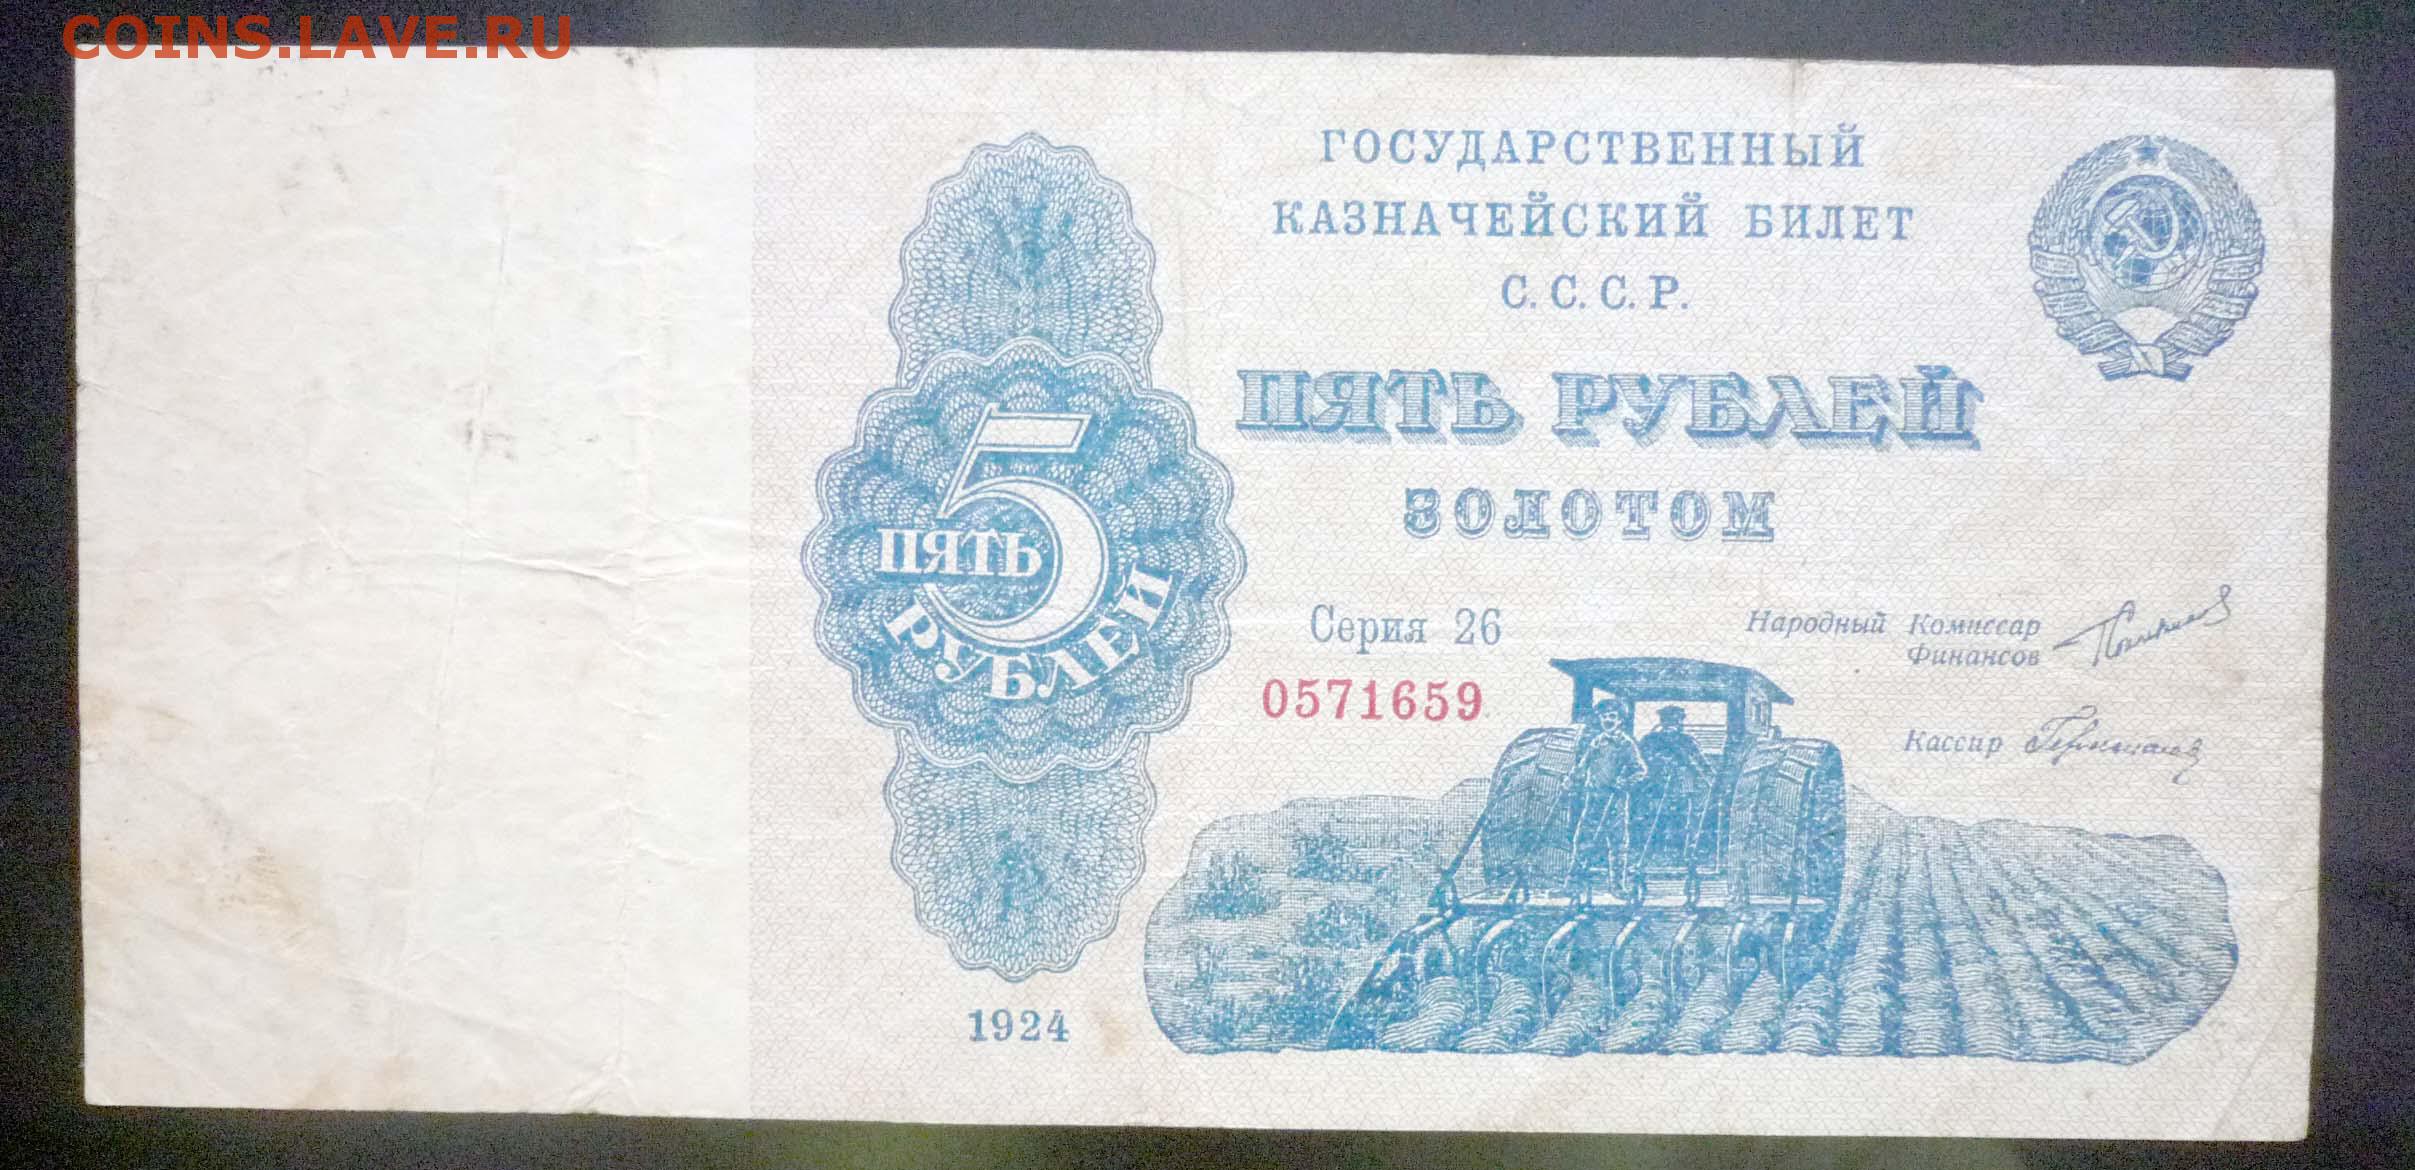 COINS.LAVE.RU
ГОСУДАРСТВЕННЫЙ
КАЗНАЧЕЙСКИЙ БИЛЕТ
С.С.С.Р.
ПЯТЬ РУБЛЕЙ
ЗОЛОТОМ
5
ПЯТЬ
РУБЛЕЙ
Серия 26
0571659
Народный Комиссар
Финансов
Кассир
1924